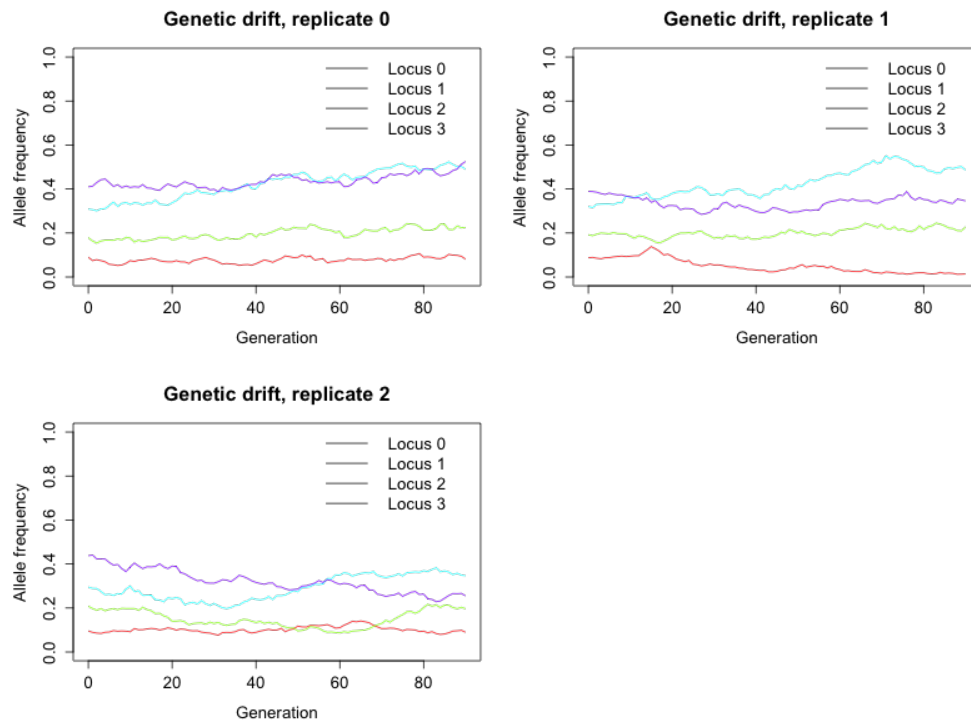 Genetic drift, replicate 0
Allele frequency
1.0
0.8
0.6
0.4
0.2
0.0
Locus 0
Locus 1
Locus 2
Locus 3
0 20 40 60 80
Generation
Genetic drift, replicate 1
Allele frequency
1.0
0.8
0.6
0.4
0.2
0.0
Locus 0
Locus 1
Locus 2
Locus 3
0 20 40 60 80
Generation
Genetic drift, replicate 2
Allele frequency
1.0
0.8
0.6
0.4
0.2
0.0
Locus 0
Locus 1
Locus 2
Locus 3
0 20 40 60 80
Generation